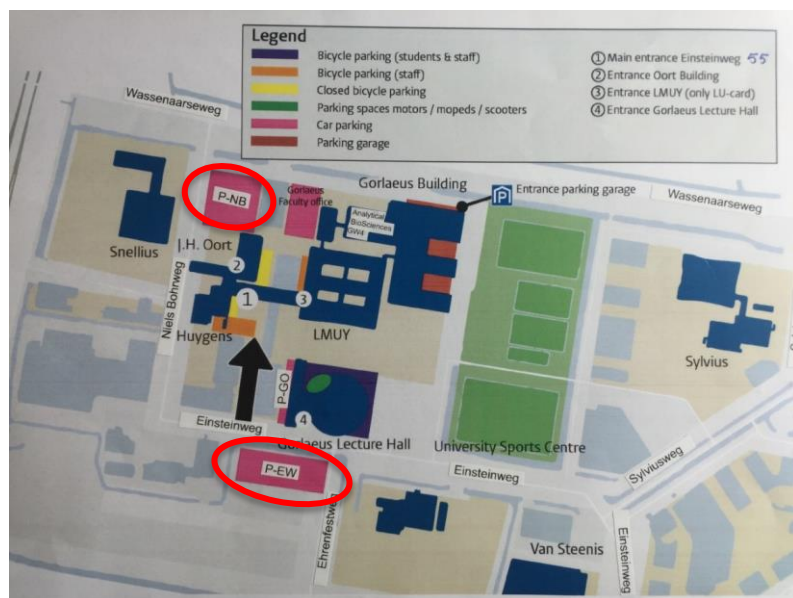 Legend
Bicycle parking (students & staff)
Bicycle parking (staff)
Closed bicycle parking
Parking spaces motors / mopeds / scooters
Car parking
Parking garage
1 Main entrance Einsteinweg 55
2 Entrance Oort Building
3 Entrance LMUY (only LU-card)
4 Entrance Gorlaeus Lecture Hall
Wassenaarseweg
P-NB
Gorlaeus
Faculty office
Gorlaeus Building
P Entrance parking garage
Wassenaarseweg
Analytical
BioSciences
GW4
Snellius
J.H. Oort
2
Niels Bohrweg
1
3
Huygens
LMUY
Sylvius
P-GO
4
Einsteinweg
Gorlaeus Lecture Hall
University Sports Centre
P-EW
Einsteinweg
Sylviusweg
Ehrenfestweg
Einsteinweg
Van Steenis